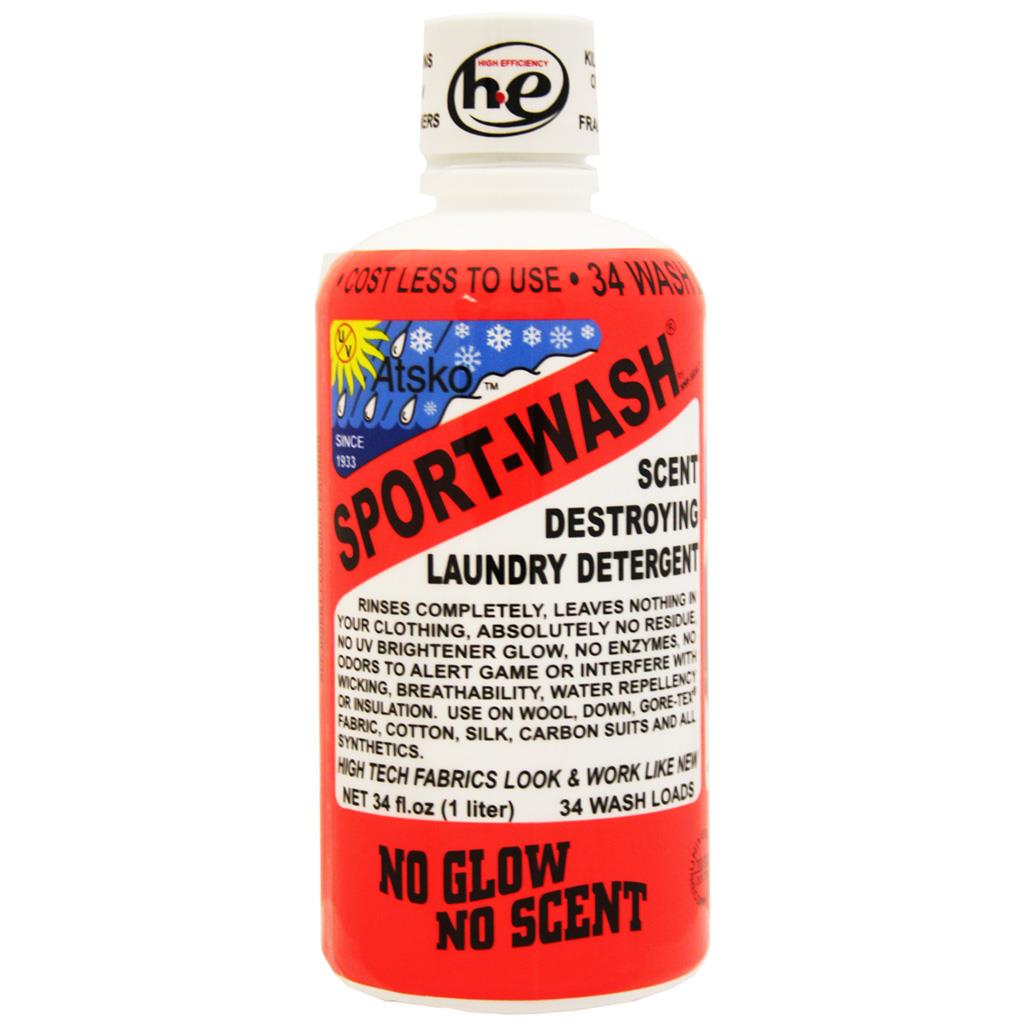 HIGH EFFICIENCY
h.e
• COST LESS TO USE • 34 WASH
U
V
Atsko™
SINCE
1933
SPORT-WASH®
SCENT
DESTROYING
LAUNDRY DETERGENT
RINSES COMPLETELY, LEAVES NOTHING IN
YOUR CLOTHING, ABSOLUTELY NO RESIDUE,
NO UV BRIGHTENER GLOW, NO ENZYMES, NO
ODORS TO ALERT GAME OR INTERFERE WITH
WICKING, BREATHABILITY, WATER REPELLENCY
OR INSULATION. USE ON WOOL, DOWN, GORE-TEX®
FABRIC, COTTON, SILK, CARBON SUITS AND ALL
SYNTHETICS.
HIGH TECH FABRICS LOOK & WORK LIKE NEW
NET 34 fl.oz (1 liter) 34 WASH LOADS
NO GLOW
NO SCENT